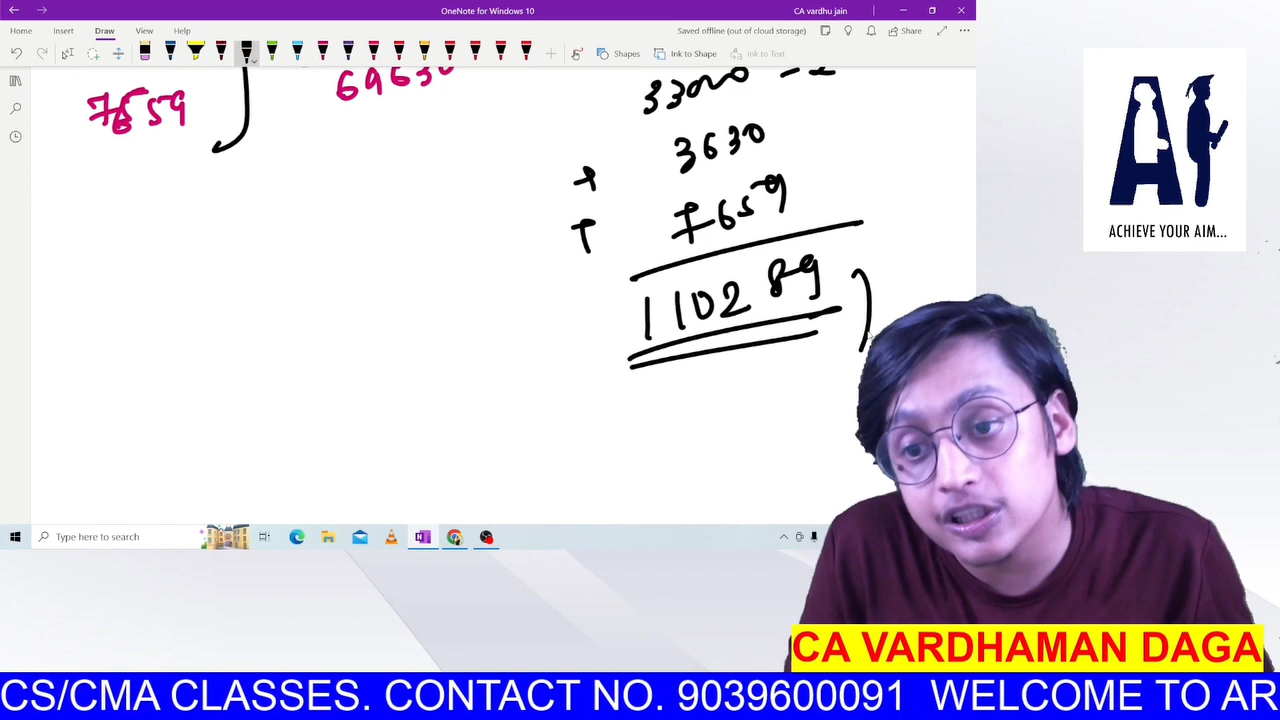 OneNote for Windows 10
CA vardhu jain
Home Insert Draw View Help
Saved offline (out of cloud storage)
Share
Shapes
Ink to Shape
Ink to Text
69630
7659
3630
+ 7659
110289
ACHIEVE YOUR AIM...
Type here to search
CA VARDHAMAN DAGA
CS/CMA CLASSES. CONTACT NO. 9039600091 WELCOME TO AR